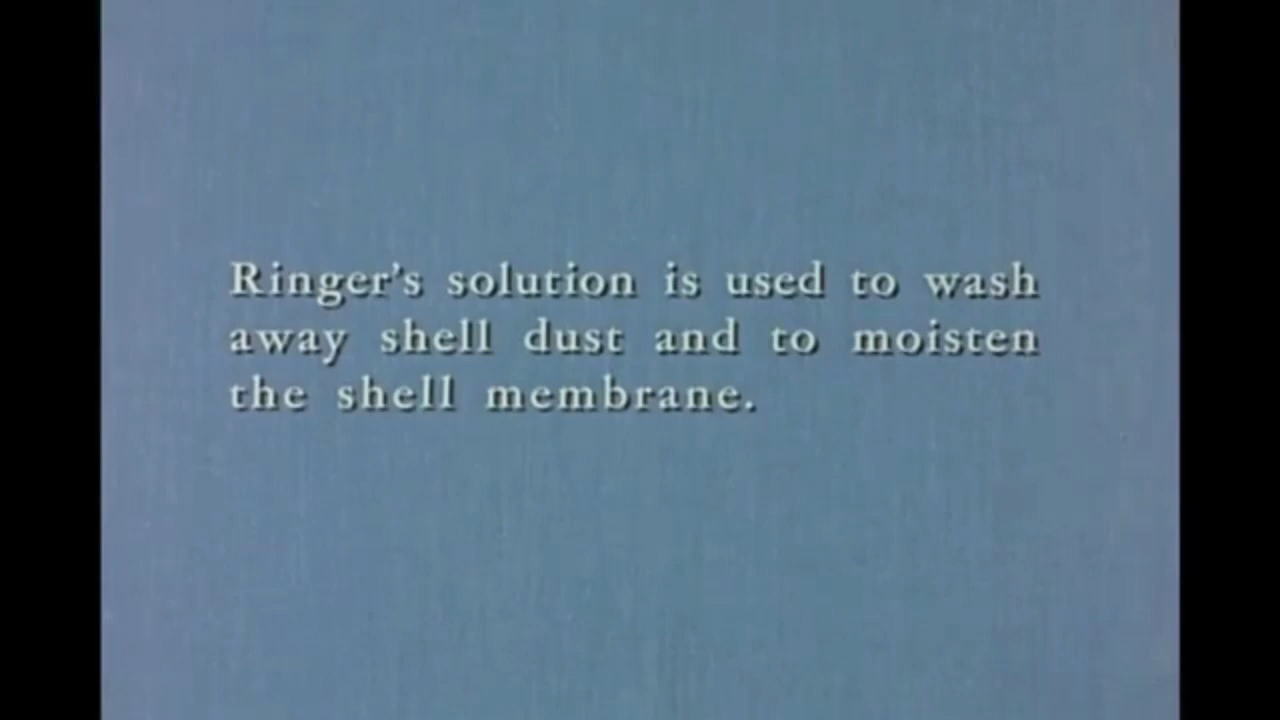 Ringer's solution is used to wash
away shell dust and to moisten
the shell membrane.